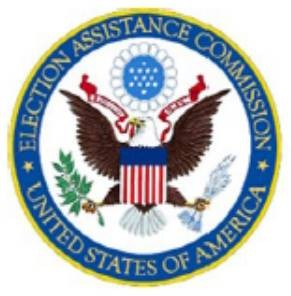 ELECTION ASSISTANCE COMMISSION
UNITED STATES OF AMERICA